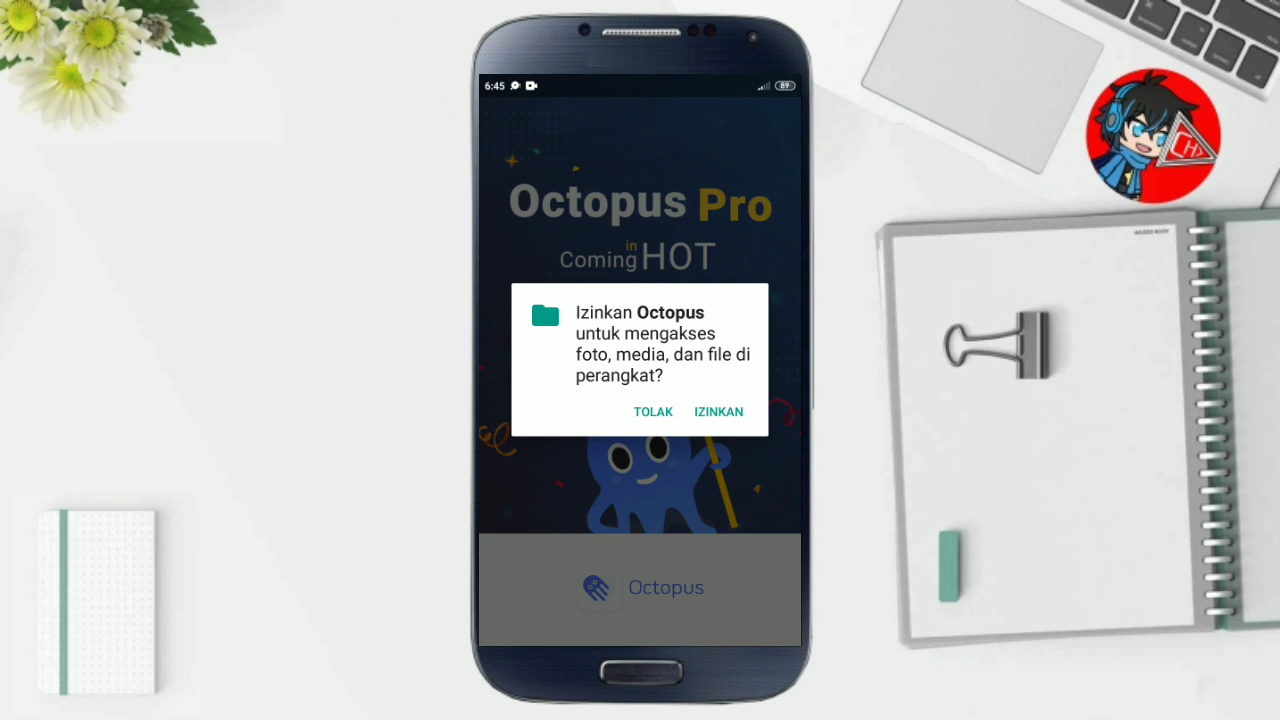 6:45
89
Octopus Pro
Coming in HOT
Izinkan Octopus
untuk mengakses
foto, media, dan file di
perangkat?
TOLAK IZINKAN
Octopus
CH